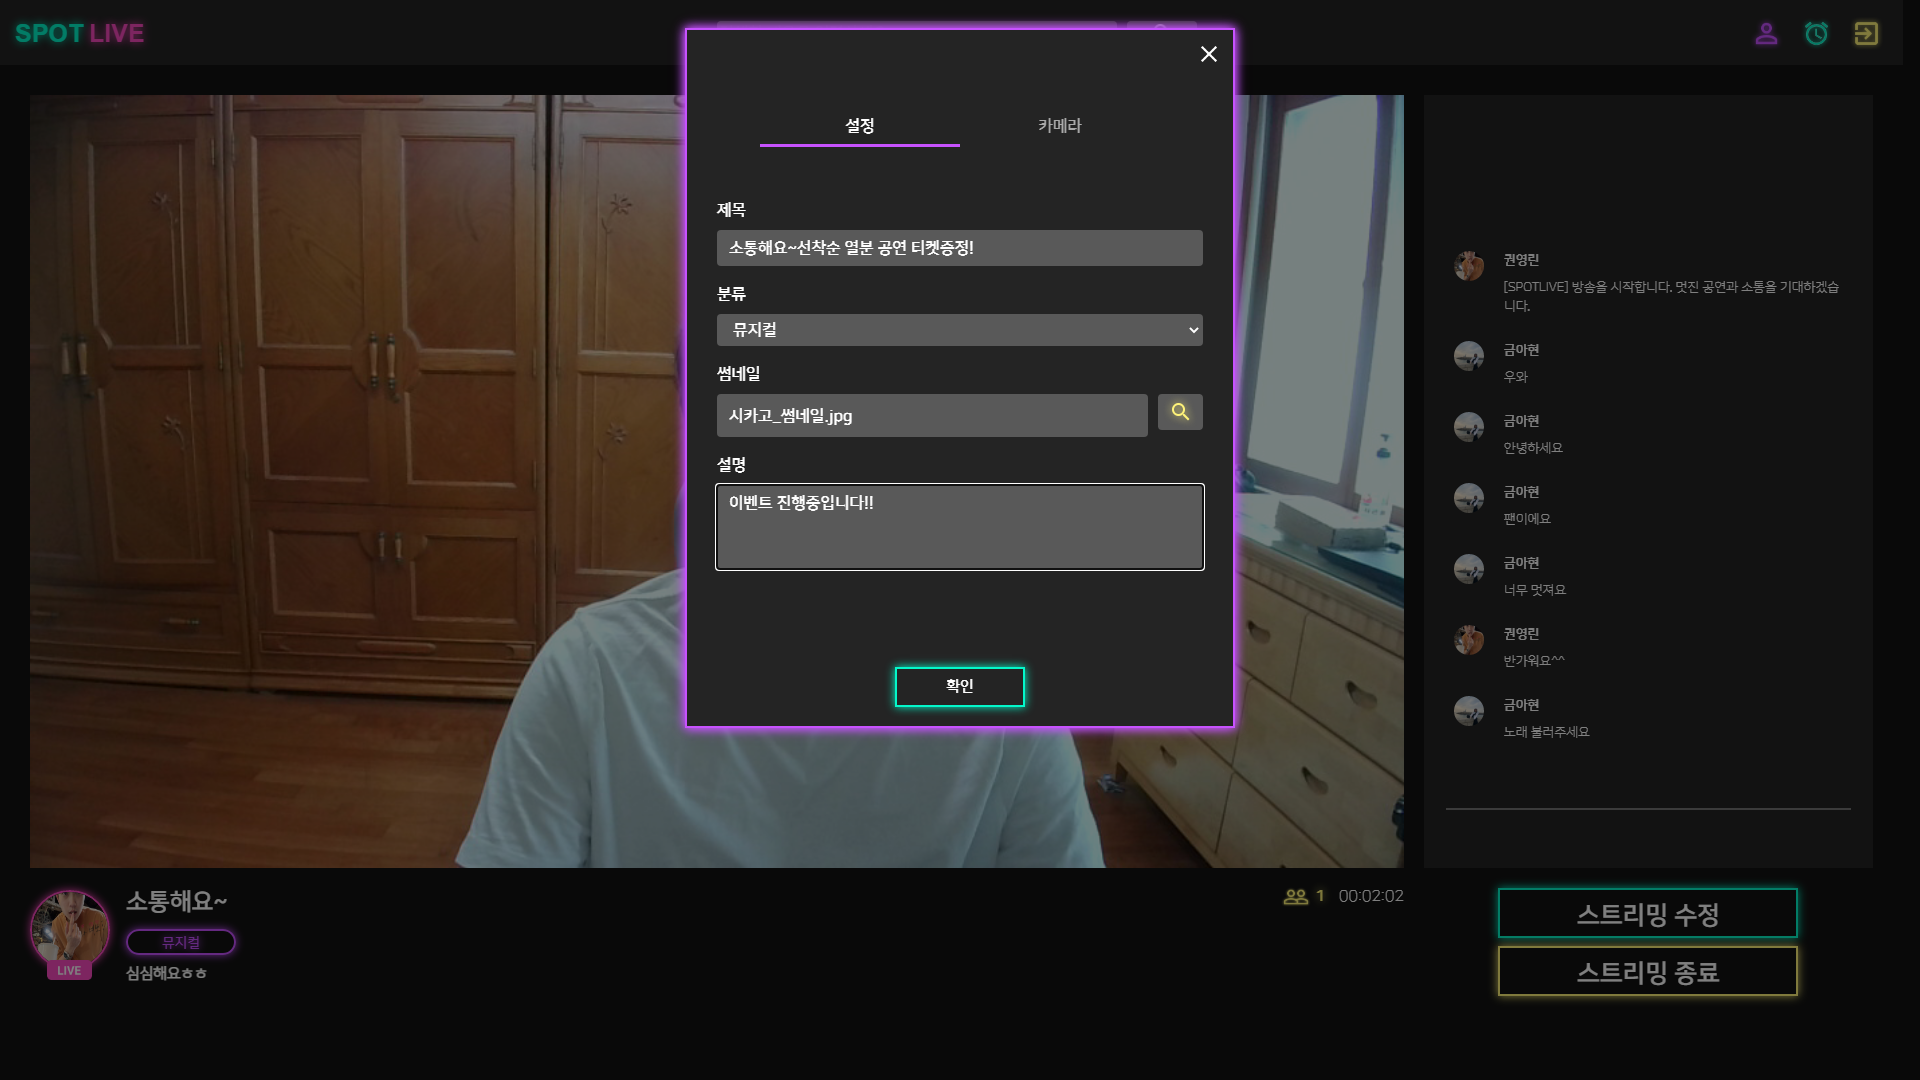 SPOT LIVE
설정
카메라
제목
소통해요~선착순 열분 공연 티켓증정!
분류
뮤지컬
썸네일
시카고_썸네일.jpg
설명
이벤트 진행중입니다!!
확인
권영린
[SPOTLIVE] 방송을 시작합니다. 멋진 공연과 소통을 기대하겠습
니다.
금아현
우와
금아현
안녕하세요
금아현
팬이에요
금아현
너무 멋져요
권영린
반가워요^^
금아현
노래 불러주세요
소통해요~
뮤지컬
심심해요ㅎㅎ
LIVE
1 00:02:02
스트리밍 수정
스트리밍 종료